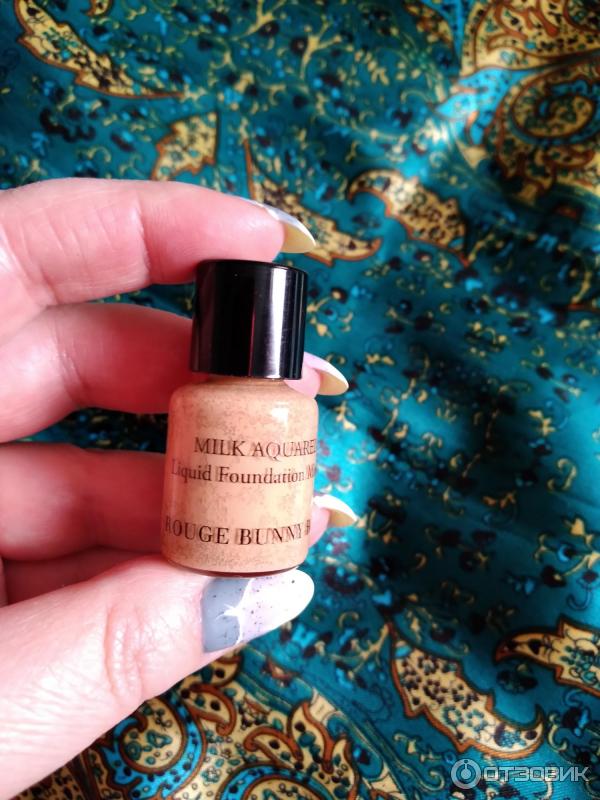 MILK AQUAREL
Liquid Foundation
ROUGE BUNNY
ОТЗОВИК